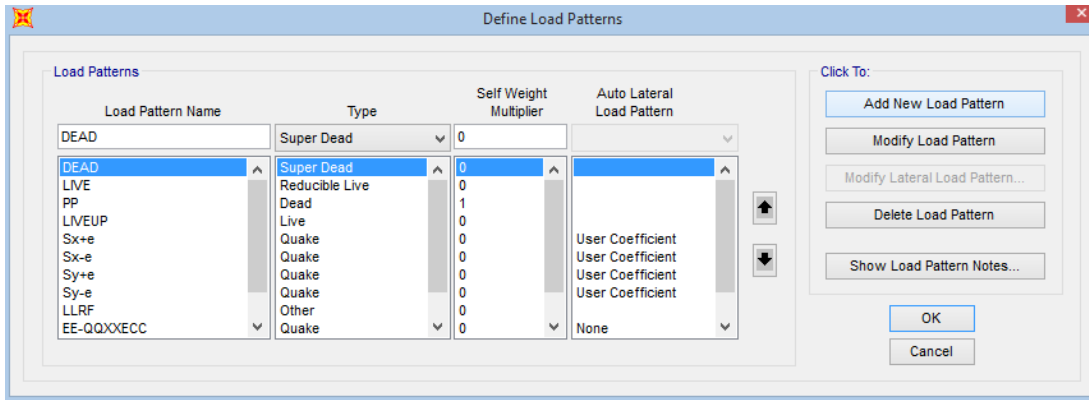 Define Load Patterns
Load Patterns
Click To:
Load Pattern Name Type Self Weight Multiplier Auto Lateral Load Pattern
DEAD Super Dead 0
DEAD Super Dead 0
LIVE Reducible Live 0
PP Dead 1
LIVEUP Live 0
Sx+e Quake 0 User Coefficient
Sx-e Quake 0 User Coefficient
Sy+e Quake 0 User Coefficient
Sy-e Quake 0 User Coefficient
LLRF Other 0
EE-QQXXECC Quake 0 None
Add New Load Pattern
Modify Load Pattern
Modify Lateral Load Pattern...
Delete Load Pattern
Show Load Pattern Notes...
OK
Cancel